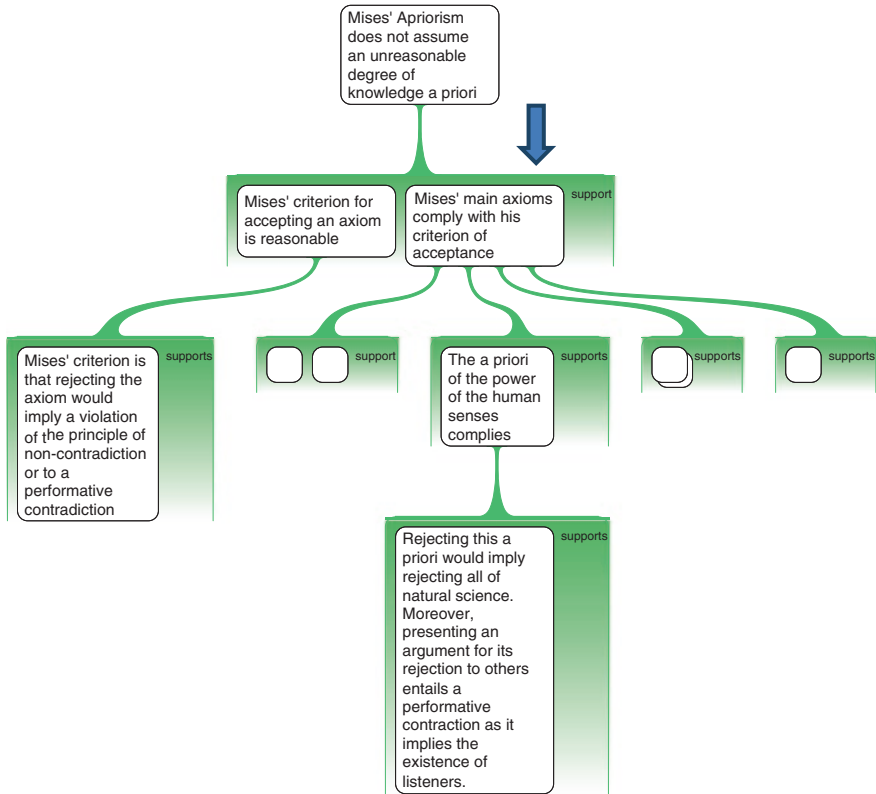 Mises' Apriorism
does not assume
an unreasonable
degree of
knowledge a priori
Mises' criterion for
accepting an axiom
is reasonable
Mises' main axioms
comply with his
criterion of
acceptance
support
Mises' criterion is
that rejecting the
axiom would
imply a violation
of the principle of
non-contradiction
or to a
performative
contradiction
supports
support
The a priori
of the power
of the human
senses
complies
supports
supports
supports
Rejecting this a
priori would imply
rejecting all of
natural science.
Moreover,
presenting an
argument for its
rejection to others
entails a
performative
contraction as it
implies the
existence of
listeners.
supports